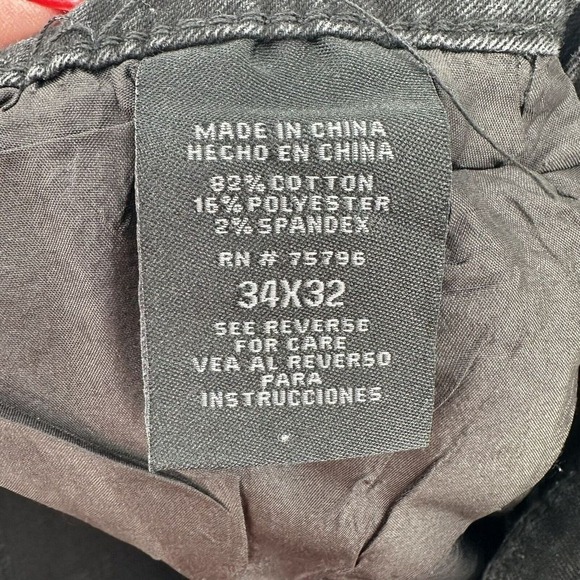 MADE IN CHINA
HECHO EN CHINA
82% COTTON
16% POLYESTER
2% SPANDEX
RN # 75796
34X32
SEE REVERSE
FOR CARE
VEA AL REVERSO
PARA
INSTRUCCIONES